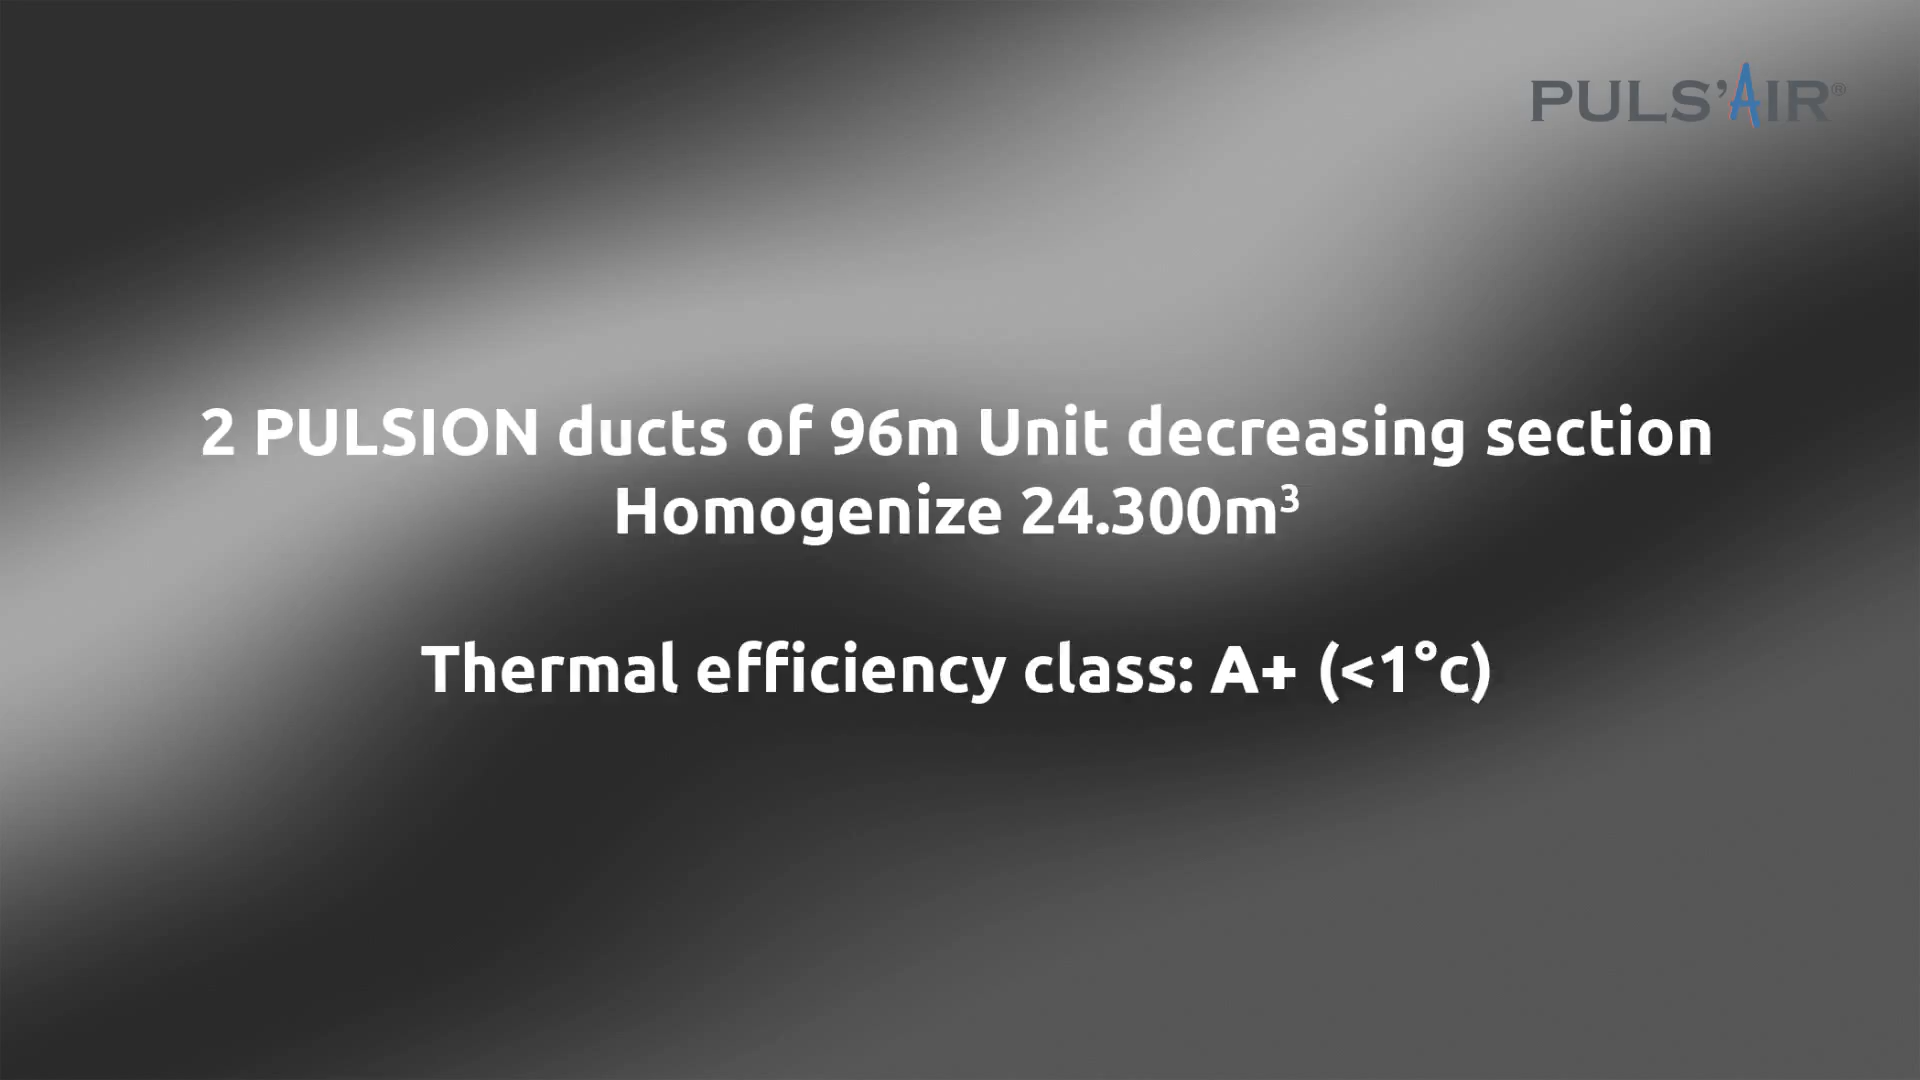 PULS'AIR®
2 PULSION ducts of 96m Unit decreasing section
Homogenize 24.300m³
Thermal efficiency class: A+ (<1°c)